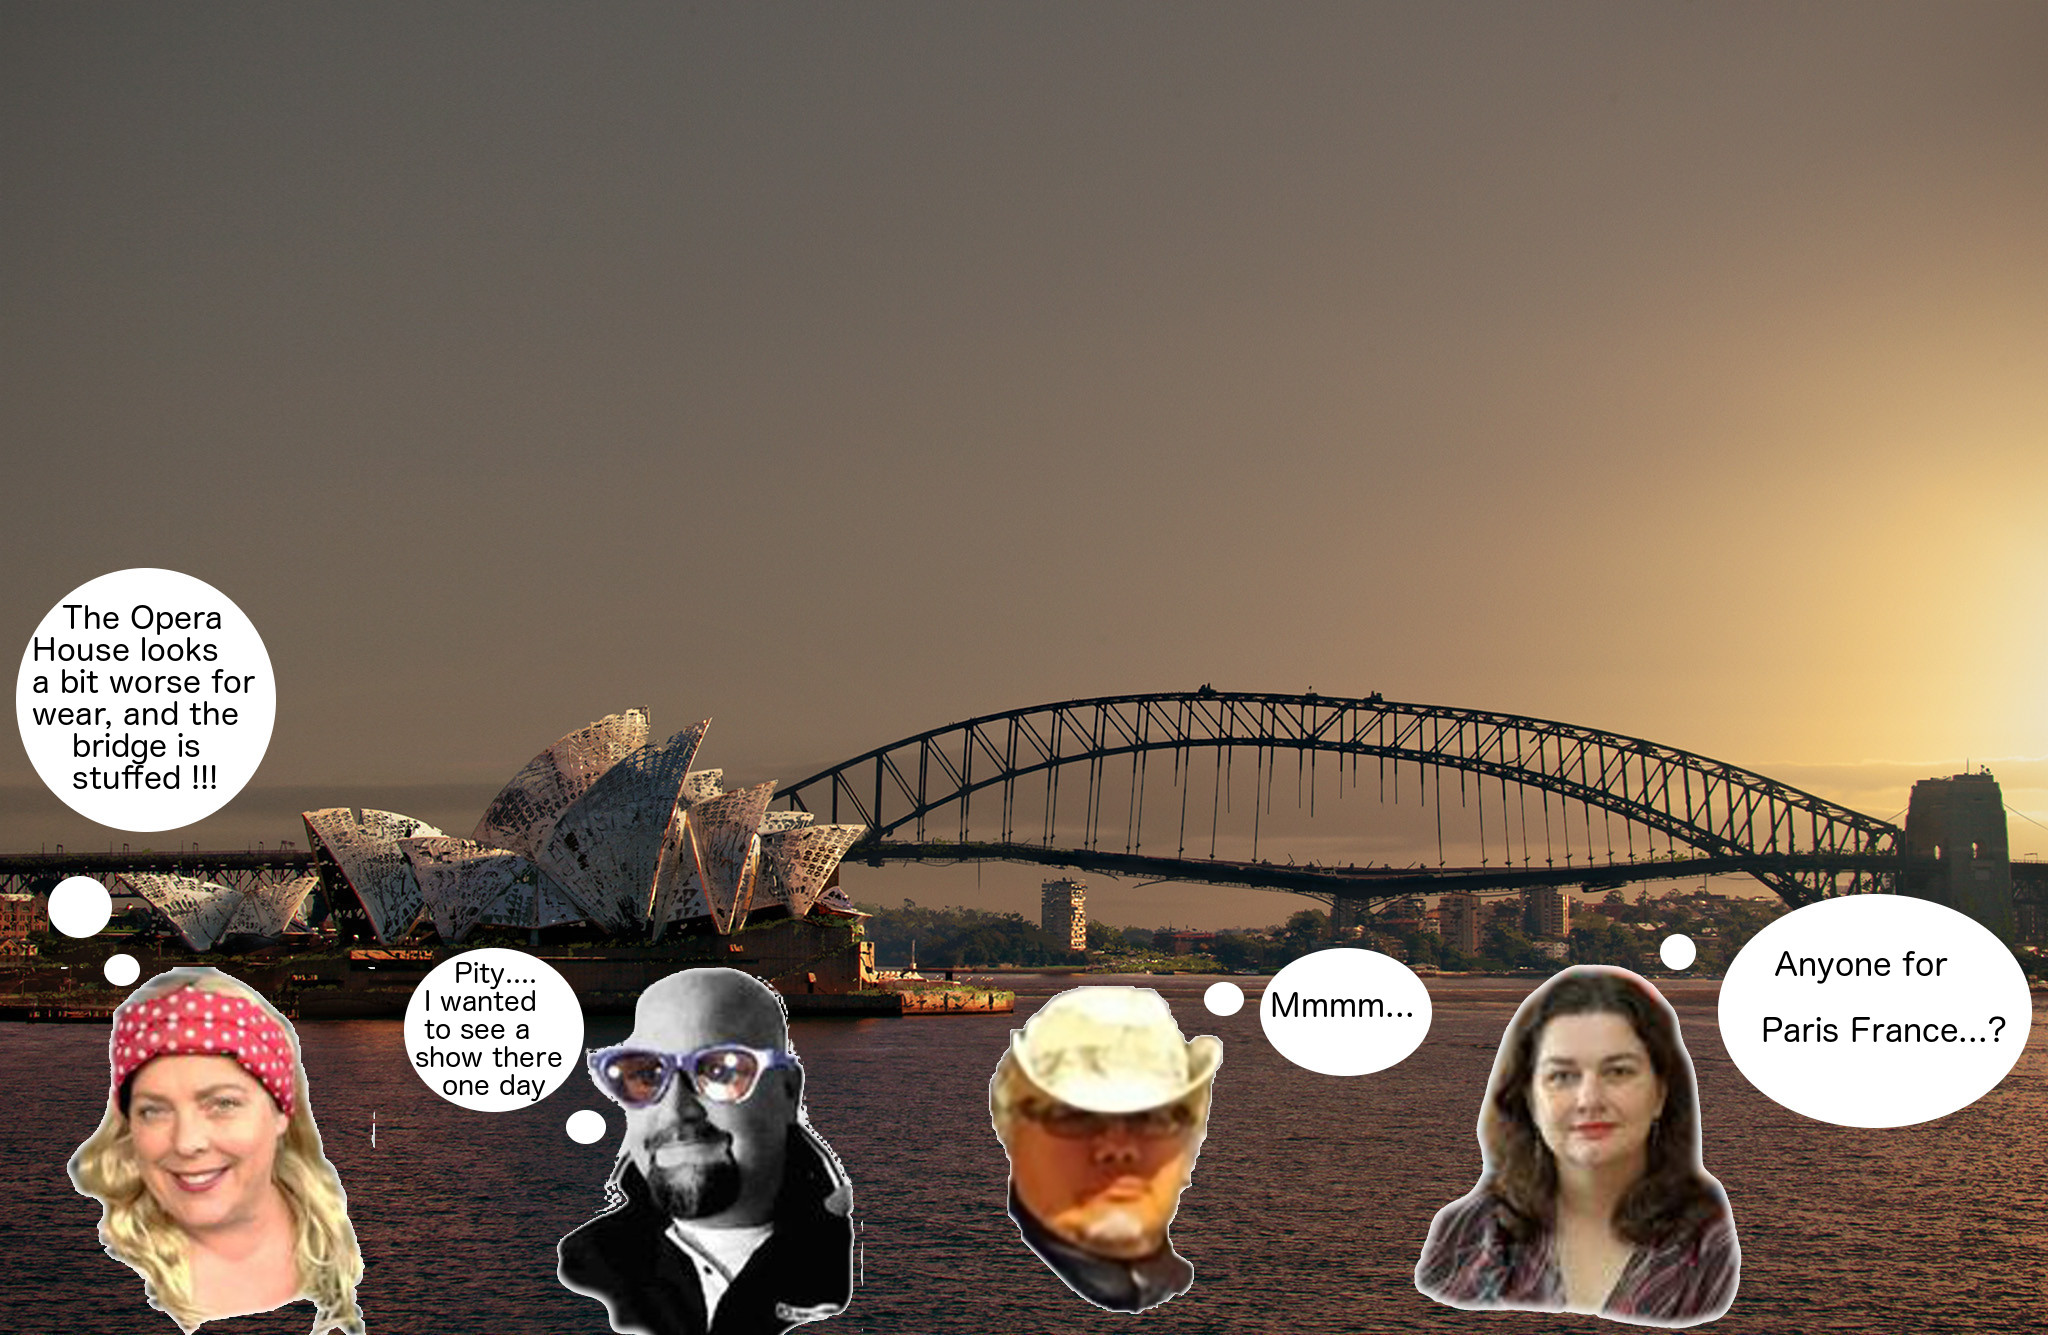 The Opera
House looks
a bit worse for
wear, and the
bridge is
stuffed !!!
Pity....
I wanted
to see a
show there
one day
Mmmm...
Anyone for
Paris France...?